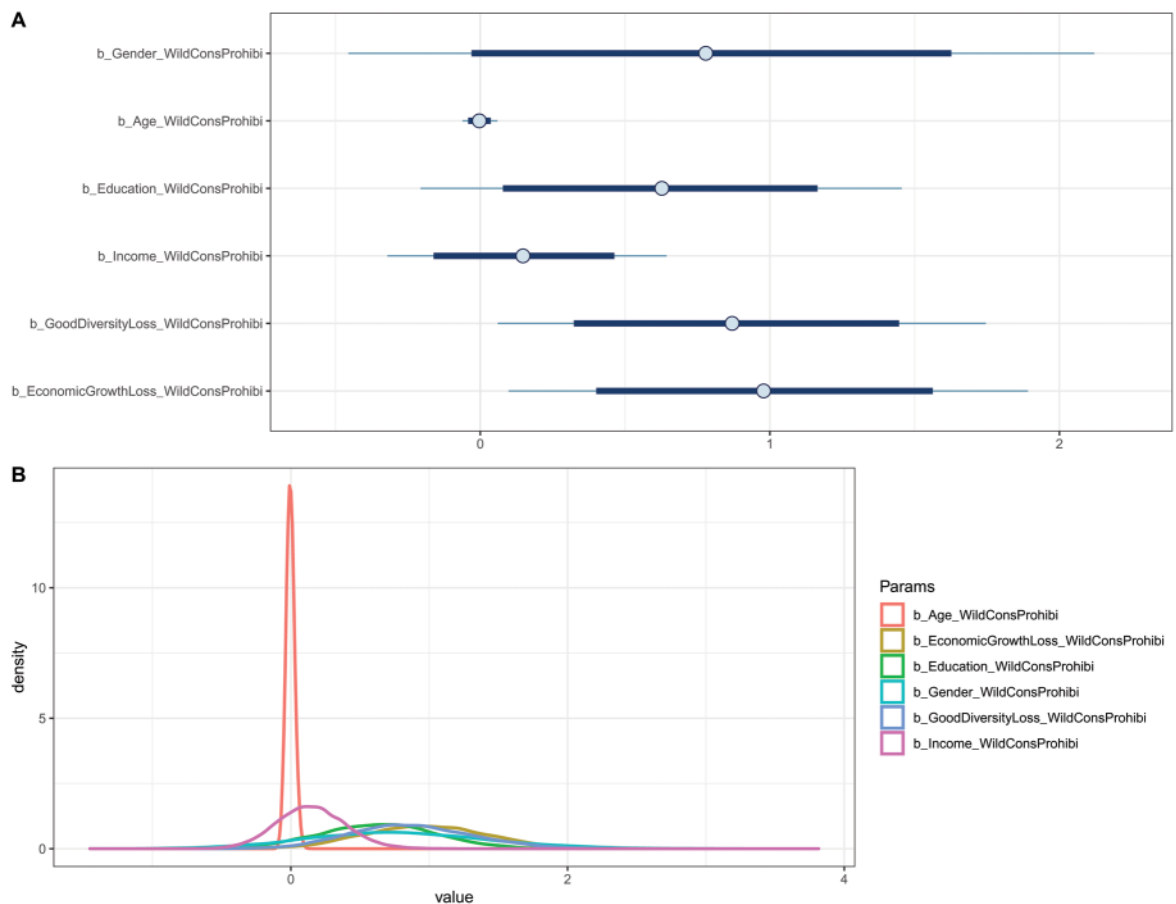 A
b_Gender_WildConsProhibi
b_Age_WildConsProhibi
b_Education_WildConsProhibi
b_Income_WildConsProhibi
b_GoodDiversityLoss_WildConsProhibi
b_EconomicGrowthLoss_WildConsProhibi
0 1 2
B
10
5
0
density
0 2 4
value
Params
b_Age_WildConsProhibi
b_EconomicGrowthLoss_WildConsProhibi
b_Education_WildConsProhibi
b_Gender_WildConsProhibi
b_GoodDiversityLoss_WildConsProhibi
b_Income_WildConsProhibi